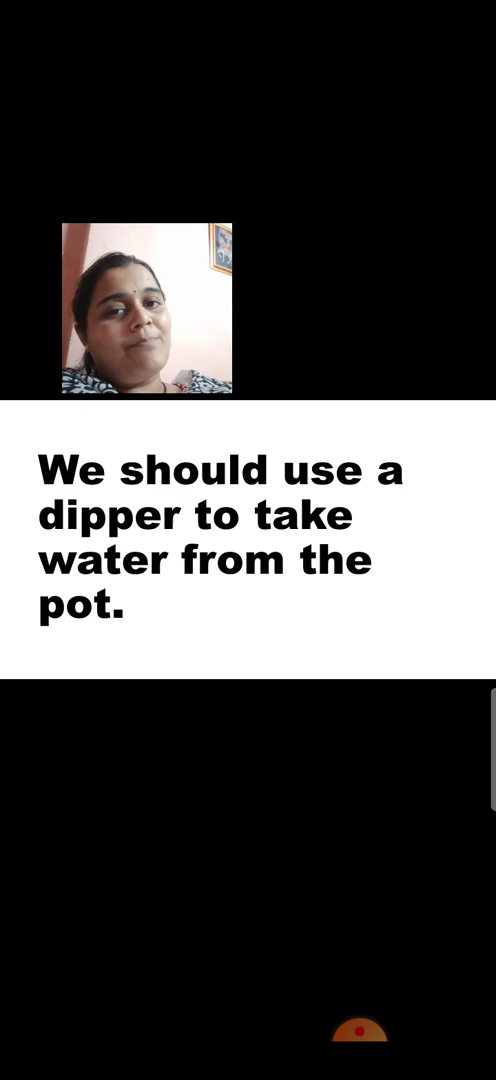 We should use a
dipper to take
water from the
pot.